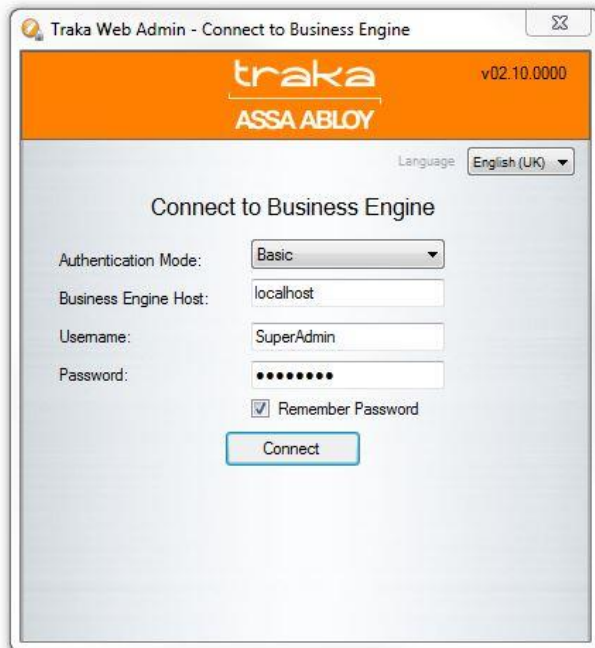 Traka Web Admin - Connect to Business Engine
traka
v02.10.0000
ASSA ABLOY
Language English (UK)
Connect to Business Engine
Authentication Mode: Basic
Business Engine Host: localhost
Username: SuperAdmin
Password: ••••••••
Remember Password
Connect